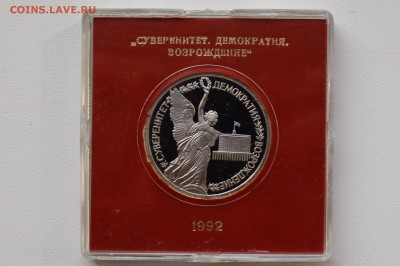 COINS.LAVE.RU
„СУВЕРЕНИТЕТ. ДЕМОКРАТИЯ.
ВОЗРОЖДЕНИЕ“
СУВЕРЕНИТЕТ ДЕМОКРАТИЯ ВОЗРОЖДЕНИЕ
1992